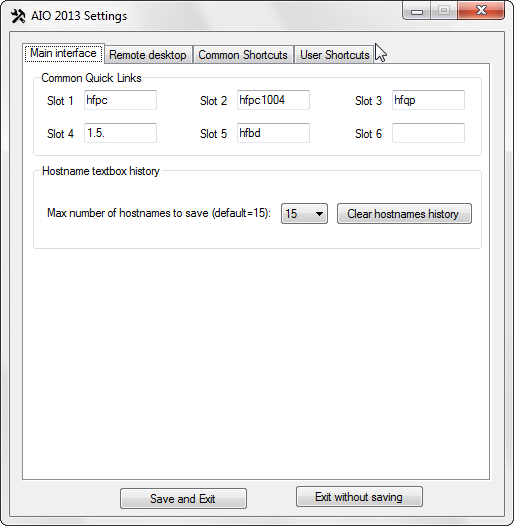 AIO 2013 Settings
Main interface Remote desktop Common Shortcuts User Shortcuts
Common Quick Links
Slot 1 hfpc Slot 2 hfpc1004 Slot 3 hfqp
Slot 4 1.5. Slot 5 hfbd Slot 6
Hostname textbox history
Max number of hostnames to save (default=15): 15 Clear hostnames history
Save and Exit Exit without saving